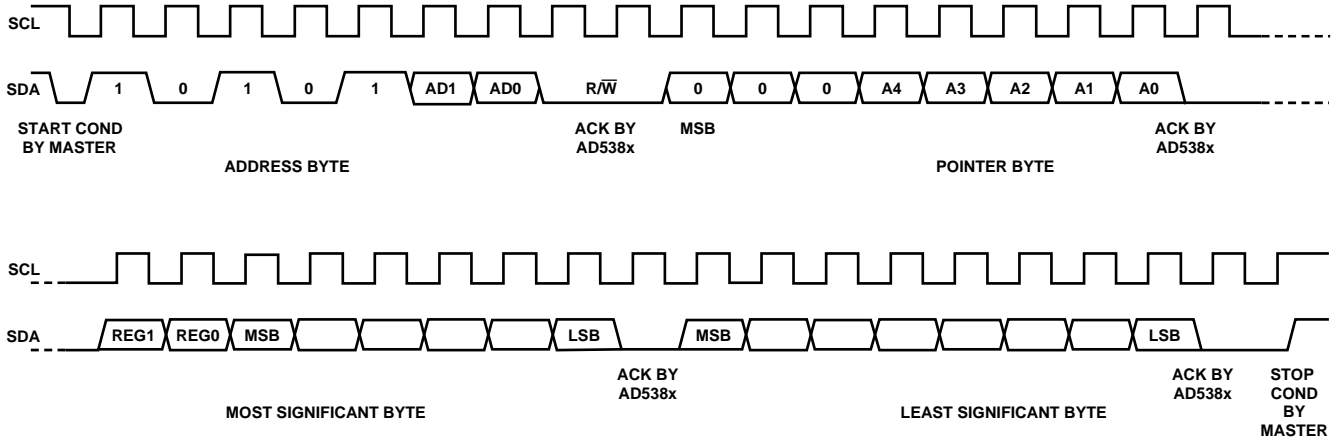 SCL
SDA 1 0 1 0 1 AD1 AD0 R/W̅ 0 0 0 A4 A3 A2 A1 A0
START COND BY MASTER
ACK BY AD538x
MSB
ACK BY AD538x
ADDRESS BYTE
POINTER BYTE
SCL
SDA REG1 REG0 MSB LSB MSB LSB
ACK BY AD538x
ACK BY AD538x
STOP COND BY MASTER
MOST SIGNIFICANT BYTE
LEAST SIGNIFICANT BYTE